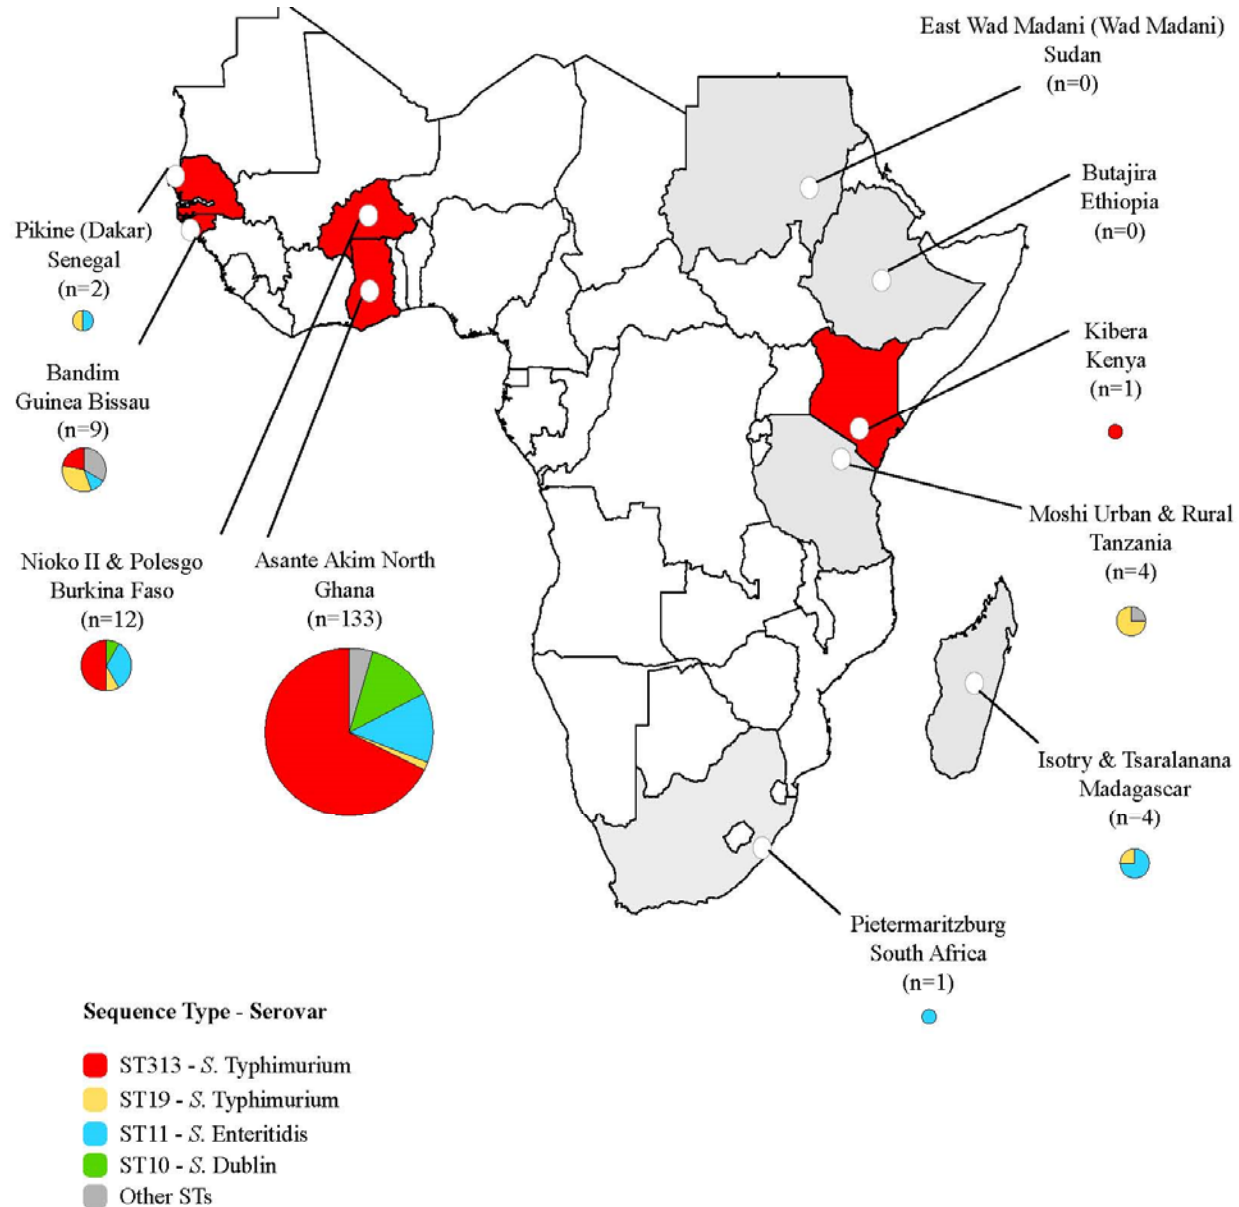 East Wad Madani (Wad Madani)
Sudan
(n=0)
Butajira
Ethiopia
(n=0)
Pikine (Dakar)
Senegal
(n=2)
Kibera
Kenya
(n=1)
Bandim
Guinea Bissau
(n=9)
Moshi Urban & Rural
Tanzania
(n=4)
Nioko II & Polesgo
Burkina Faso
(n=12)
Asante Akim North
Ghana
(n=133)
Isotry & Tsaralanana
Madagascar
(n−4)
Pietermaritzburg
South Africa
(n=1)
Sequence Type - Serovar
ST313 - S. Typhimurium
ST19 - S. Typhimurium
ST11 - S. Enteritidis
ST10 - S. Dublin
Other STs